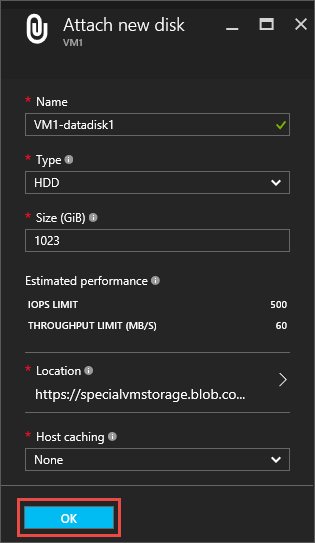 Attach new disk
VM1
* Name
VM1-datadisk1
* Type
HDD
* Size (GiB)
1023
Estimated performance
IOPS LIMIT 500
THROUGHPUT LIMIT (MB/S) 60
* Location
https://specialvmstorage.blob.co...
* Host caching
None
OK